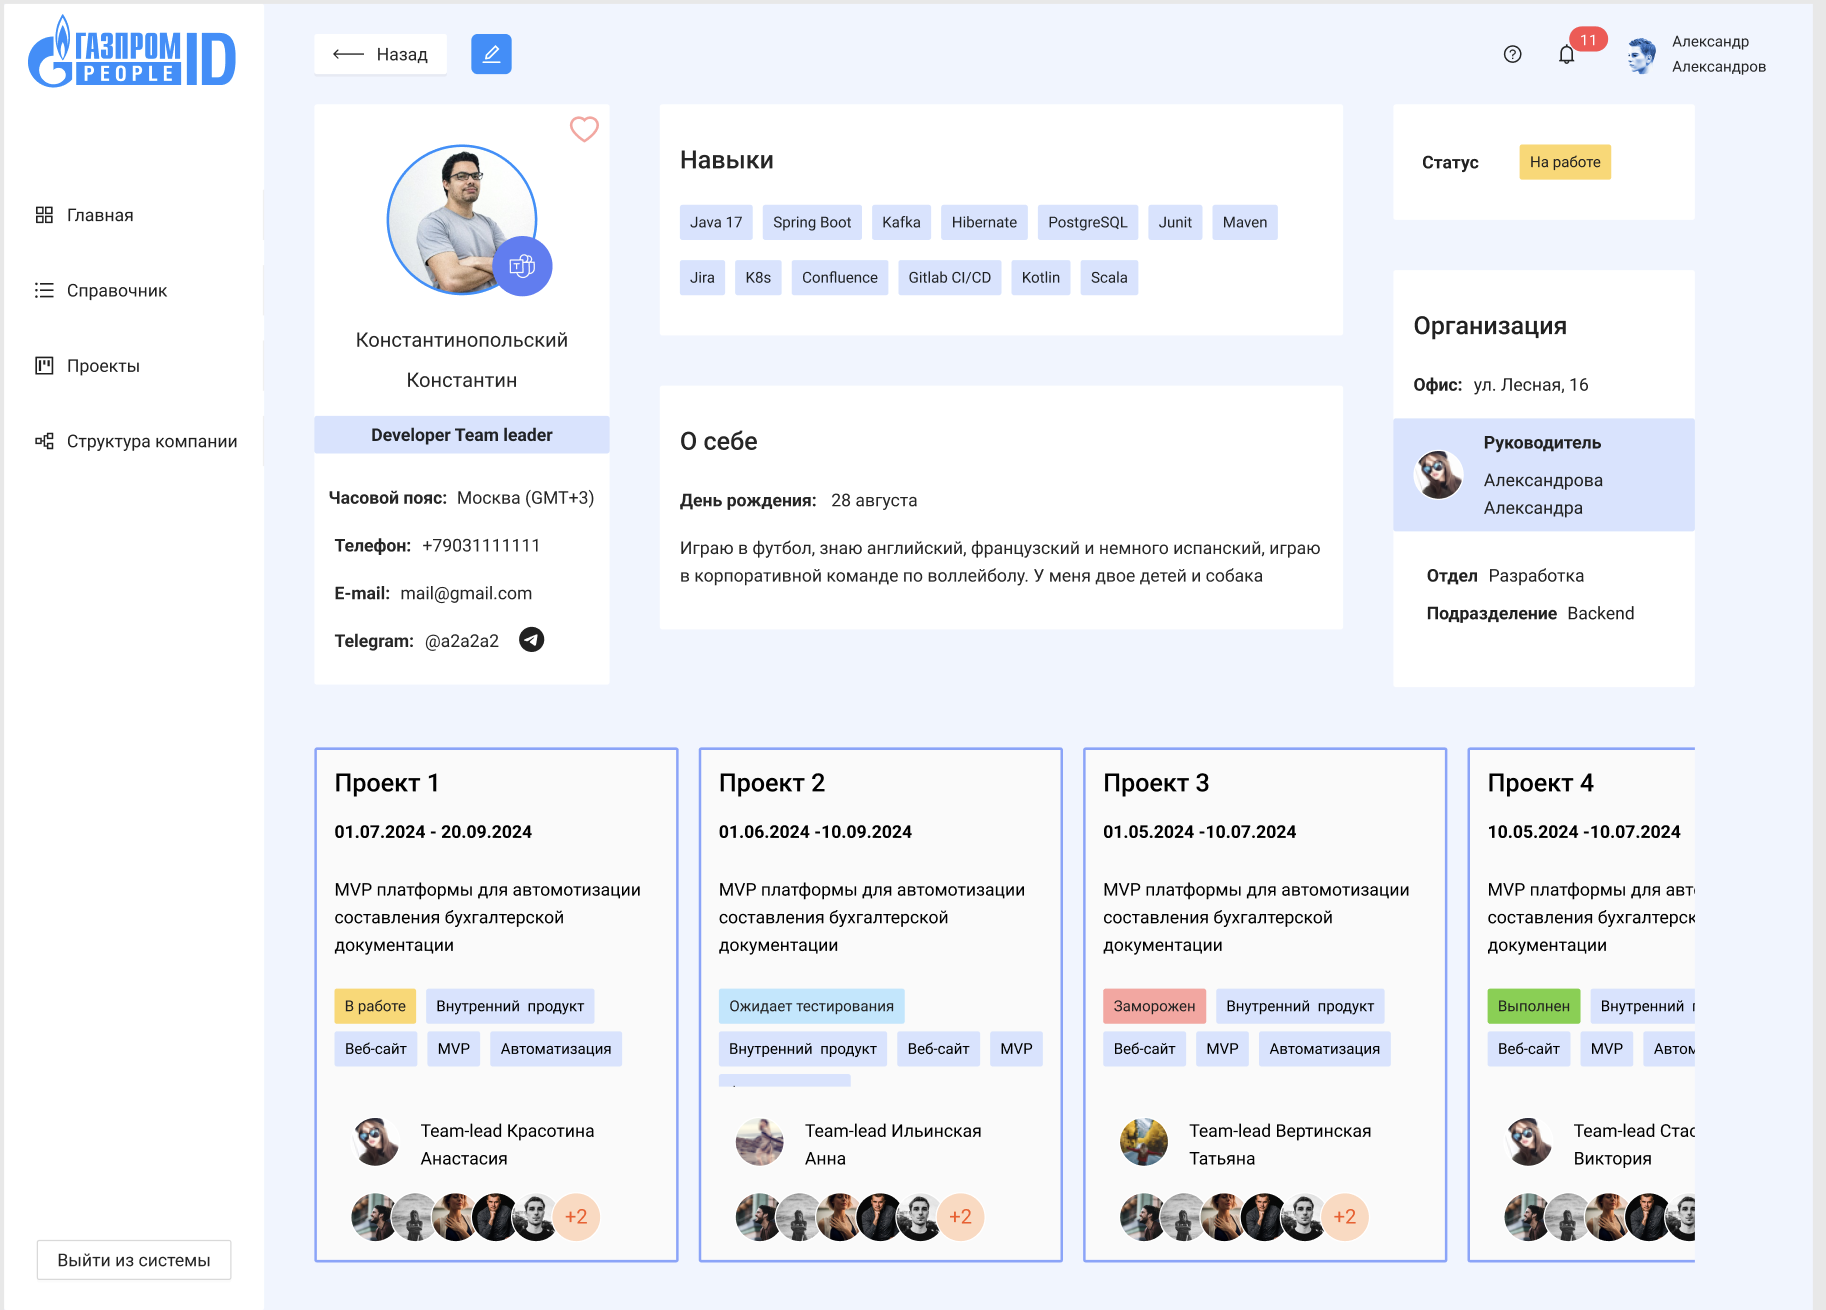 ГАЗПРОМ ID
PEOPLE
Главная
Справочник
Проекты
Структура компании
Выйти из системы
Назад
11
Александр
Александров
Константинопольский
Константин
Developer Team leader
Часовой пояс: Москва (GMT+3)
Телефон: +79031111111
E-mail: mail@gmail.com
Telegram: @a2a2a2
Навыки
Java 17 Spring Boot Kafka Hibernate PostgreSQL Junit Maven
Jira K8s Confluence Gitlab CI/CD Kotlin Scala
О себе
День рождения: 28 августа
Играю в футбол, знаю английский, французский и немного испанский, играю
в корпоративной команде по воллейболу. У меня двое детей и собака
Статус На работе
Организация
Офис: ул. Лесная, 16
Руководитель
Александрова
Александра
Отдел Разработка
Подразделение Backend
Проект 1
01.07.2024 - 20.09.2024
MVP платформы для автомотизации
составления бухгалтерской
документации
В работе Внутренний продукт
Веб-сайт MVP Автоматизация
Team-lead Красотина
Анастасия
+2
Проект 2
01.06.2024 -10.09.2024
MVP платформы для автомотизации
составления бухгалтерской
документации
Ожидает тестирования
Внутренний продукт Веб-сайт MVP
Team-lead Ильинская
Анна
+2
Проект 3
01.05.2024 -10.07.2024
MVP платформы для автомотизации
составления бухгалтерской
документации
Заморожен Внутренний продукт
Веб-сайт MVP Автоматизация
Team-lead Вертинская
Татьяна
+2
Проект 4
10.05.2024 -10.07.2024
MVP платформы для авт
составления бухгалтерск
документации
Выполнен Внутренний
Веб-сайт MVP Автом
Team-lead Стас
Виктория